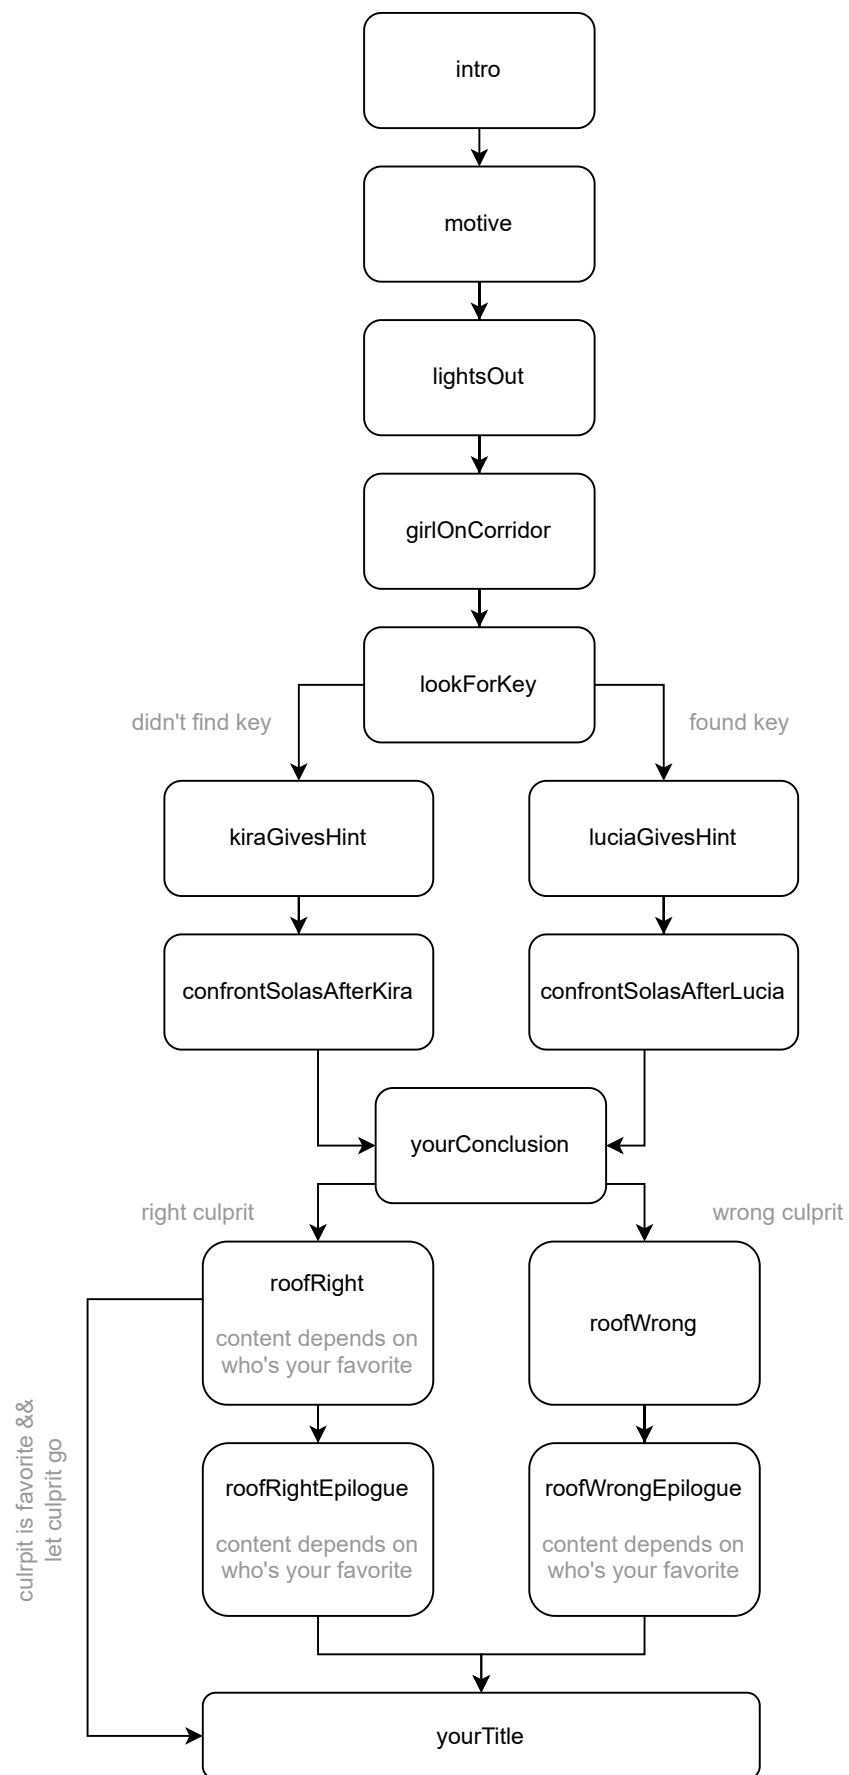 intro
motive
lightsOut
girlOnCorridor
lookForKey
didn't find key
found key
kiraGivesHint
luciaGivesHint
confrontSolasAfterKira
confrontSolasAfterLucia
yourConclusion
right culprit
wrong culprit
roofRight
content depends on
who's your favorite
roofWrong
culrpit is favorite &&
let culprit go
roofRightEpilogue
content depends on
who's your favorite
roofWrongEpilogue
content depends on
who's your favorite
yourTitle